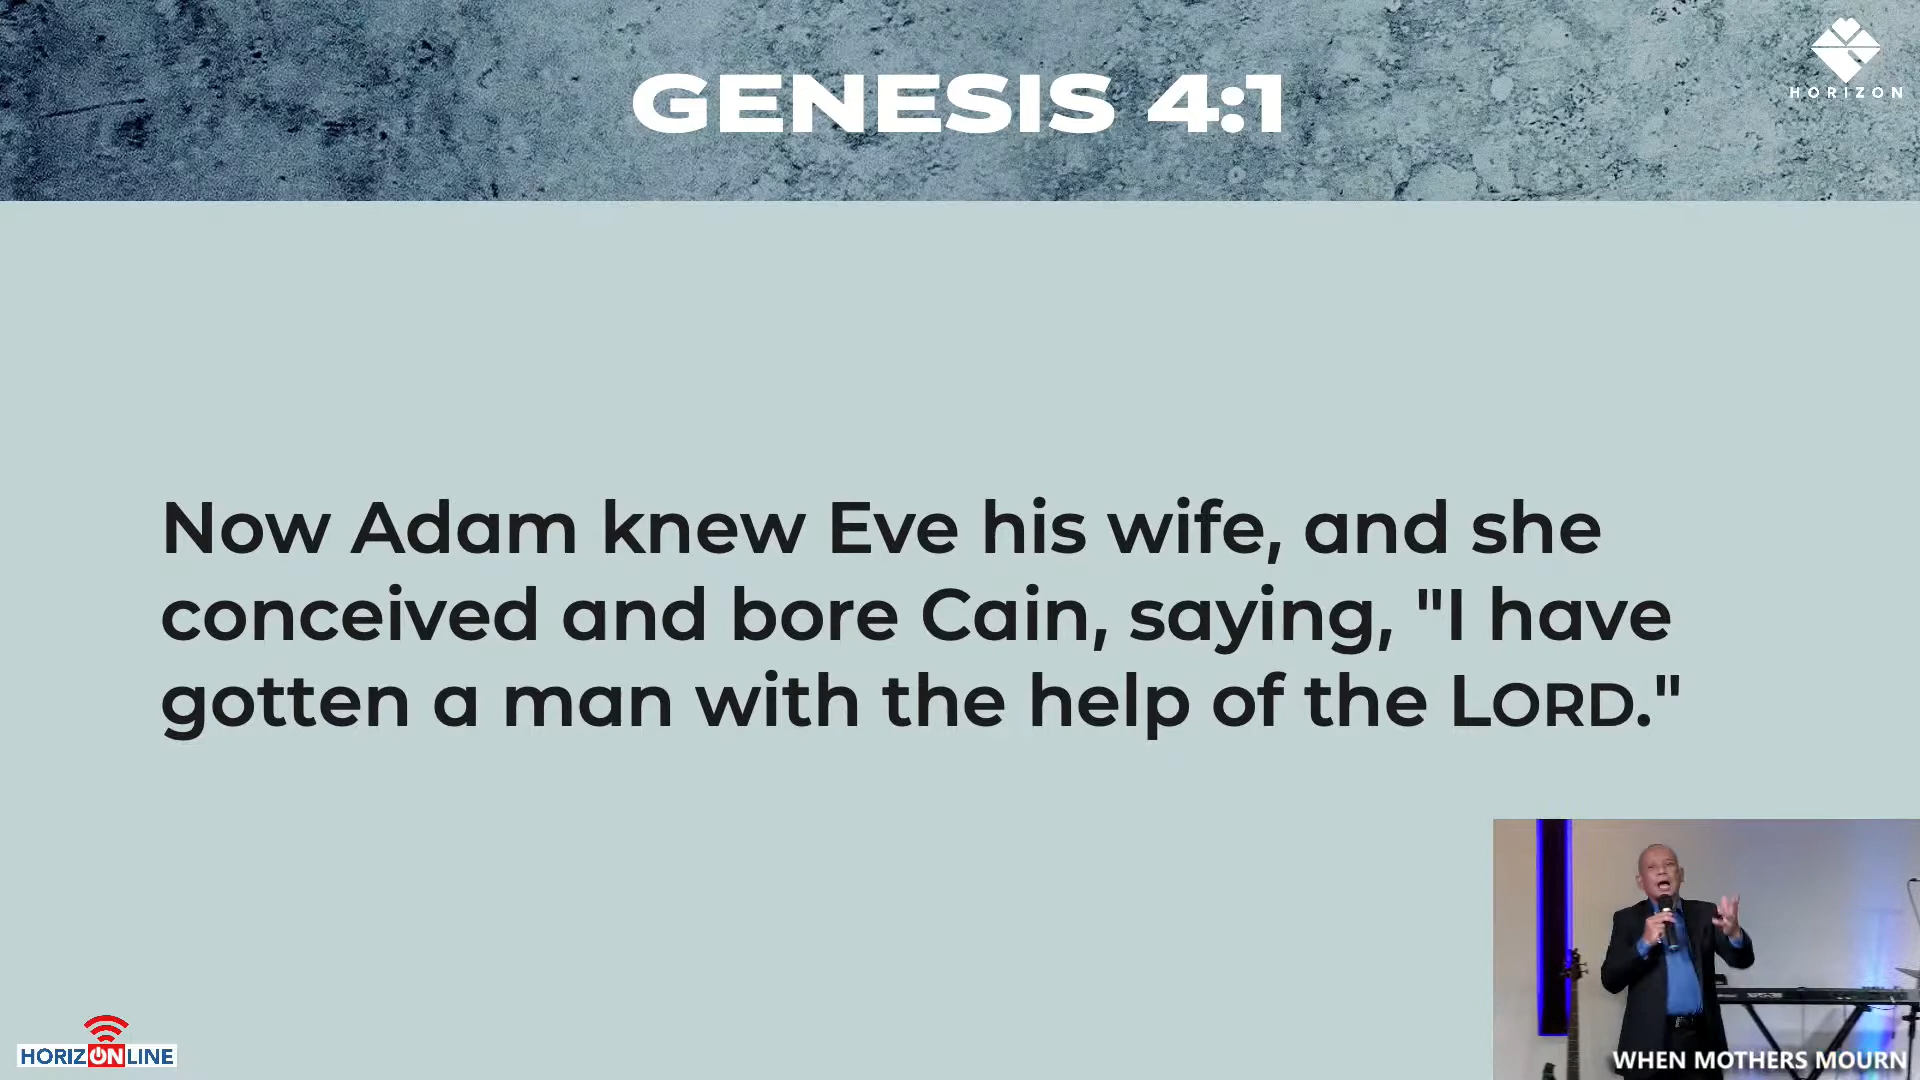 GENESIS 4:1
HORIZON
Now Adam knew Eve his wife, and she
conceived and bore Cain, saying, "I have
gotten a man with the help of the LORD."
HORIZONLINE
WHEN MOTHERS MOURN